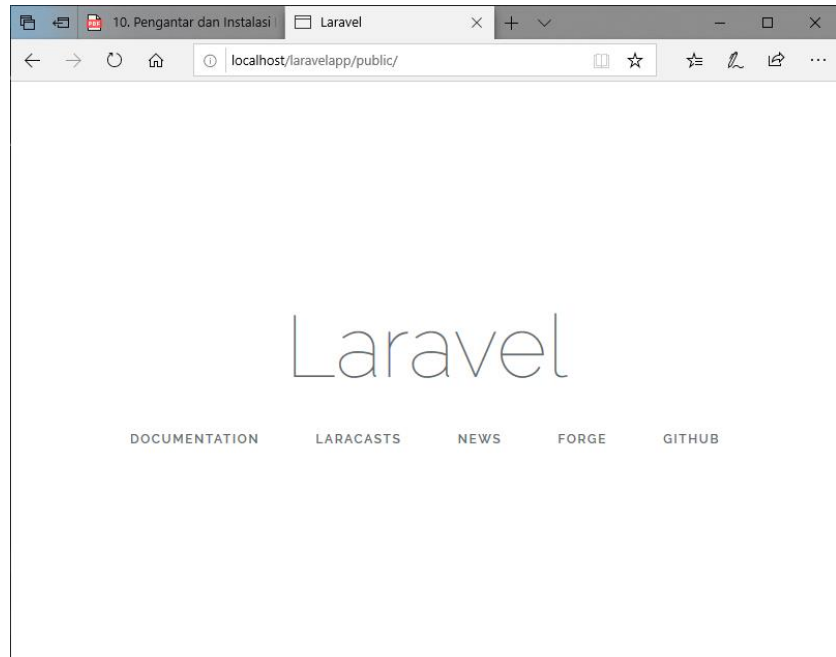 10. Pengantar dan Instalasi
Laravel
localhost/laravelapp/public/
Laravel
DOCUMENTATION LARACASTS NEWS FORGE GITHUB